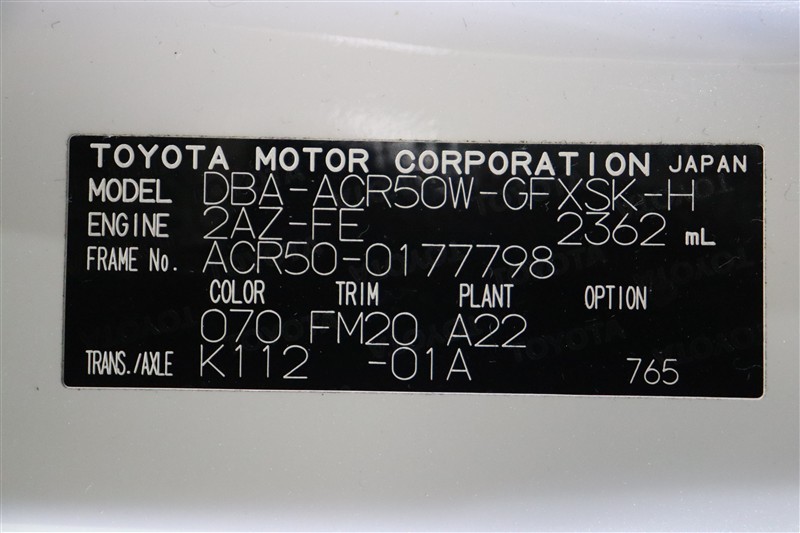 TOYOTA MOTOR CORPORATION JAPAN
MODEL DBA-ACR50W-GFXSK-H
ENGINE 2AZ-FE 2362 mL
FRAME No. ACR50-0177798
COLOR TRIM PLANT OPTION
070 FM20 A22
TRANS./AXLE K112 -01A 765